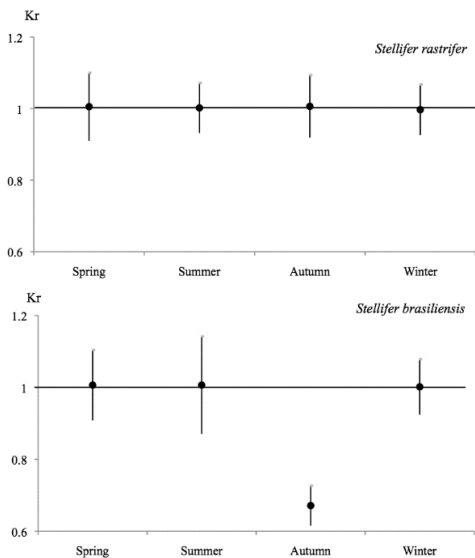 Kr
1.2
Stellifer rastrifer
1
0.8
0.6
Spring Summer Autumn Winter
Kr
1.2
Stellifer brasiliensis
1
0.8
0.6
Spring Summer Autumn Winter